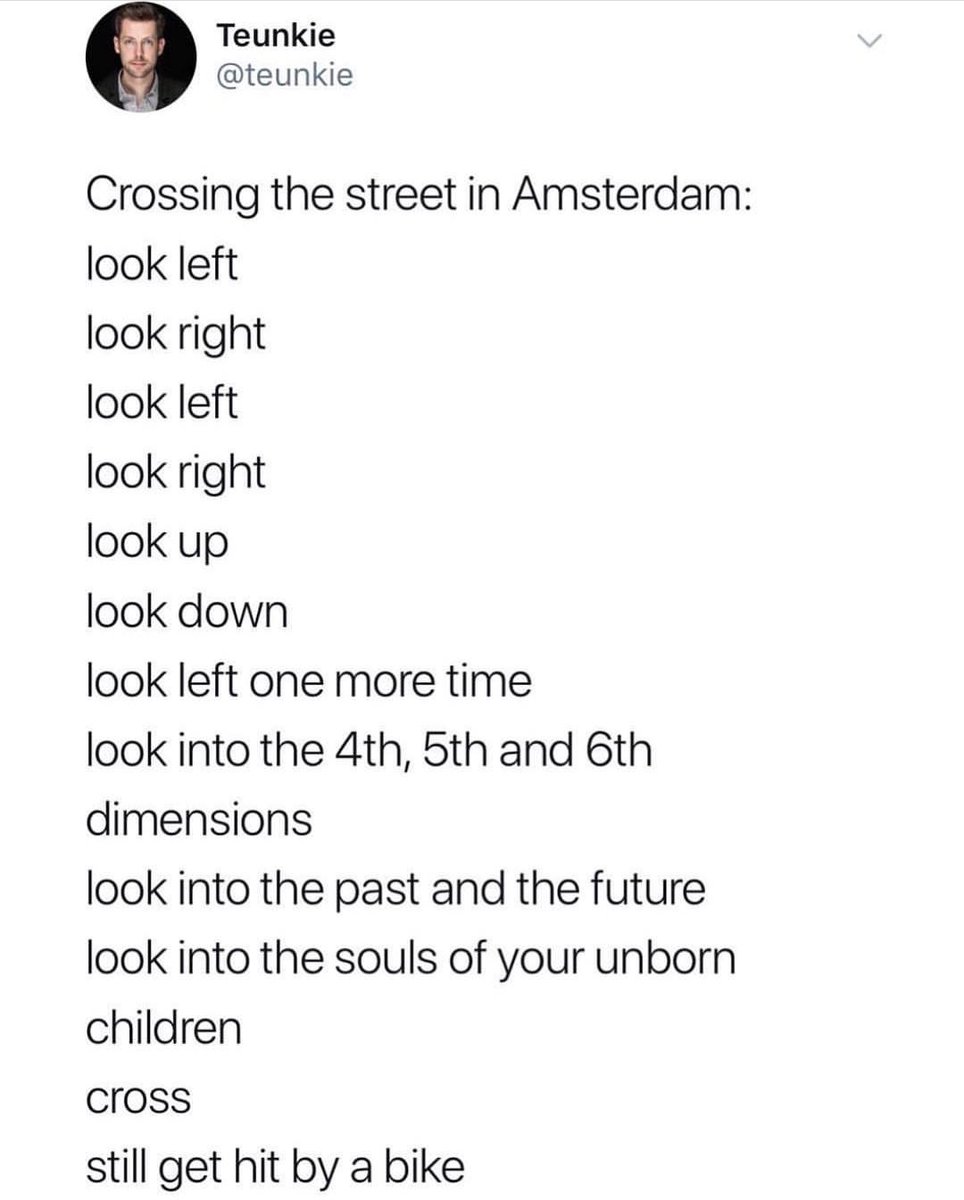 Teunkie
@teunkie
Crossing the street in Amsterdam:
look left
look right
look left
look right
look up
look down
look left one more time
look into the 4th, 5th and 6th
dimensions
look into the past and the future
look into the souls of your unborn
children
cross
still get hit by a bike